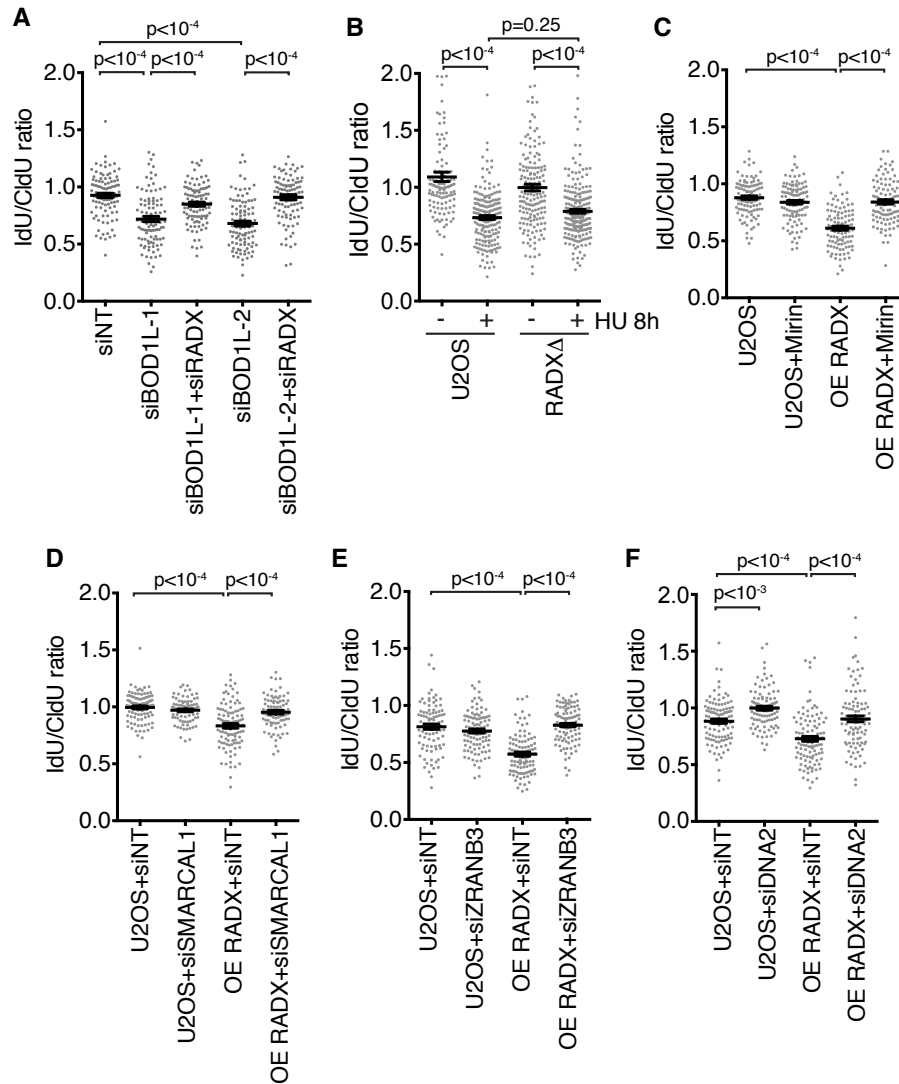 A
p<10-4
p<10-4 p<10-4 p<10-4
IdU/CldU ratio
2.0
1.5
1.0
0.5
0.0
siNT
siBOD1L-1
siBOD1L-1+siRADX
siBOD1L-2
siBOD1L-2+siRADX
B
p=0.25
p<10-4 p<10-4
IdU/CldU ratio
2.0
1.5
1.0
0.5
0.0
- + - + HU 8h
U2OS
RADXΔ
C
p<10-4 p<10-4
IdU/CldU ratio
2.0
1.5
1.0
0.5
0.0
U2OS
U2OS+Mirin
OE RADX
OE RADX+Mirin
D
p<10-4 p<10-4
IdU/CldU ratio
2.0
1.5
1.0
0.5
0.0
U2OS+siNT
U2OS+siSMARCAL1
OE RADX+siNT
OE RADX+siSMARCAL1
E
p<10-4 p<10-4
IdU/CldU ratio
2.0
1.5
1.0
0.5
0.0
U2OS+siNT
U2OS+siZRANB3
OE RADX+siNT
OE RADX+siZRANB3
F
p<10-4 p<10-4
p<10-3
IdU/CldU ratio
2.0
1.5
1.0
0.5
0.0
U2OS+siNT
U2OS+siDNA2
OE RADX+siNT
OE RADX+siDNA2